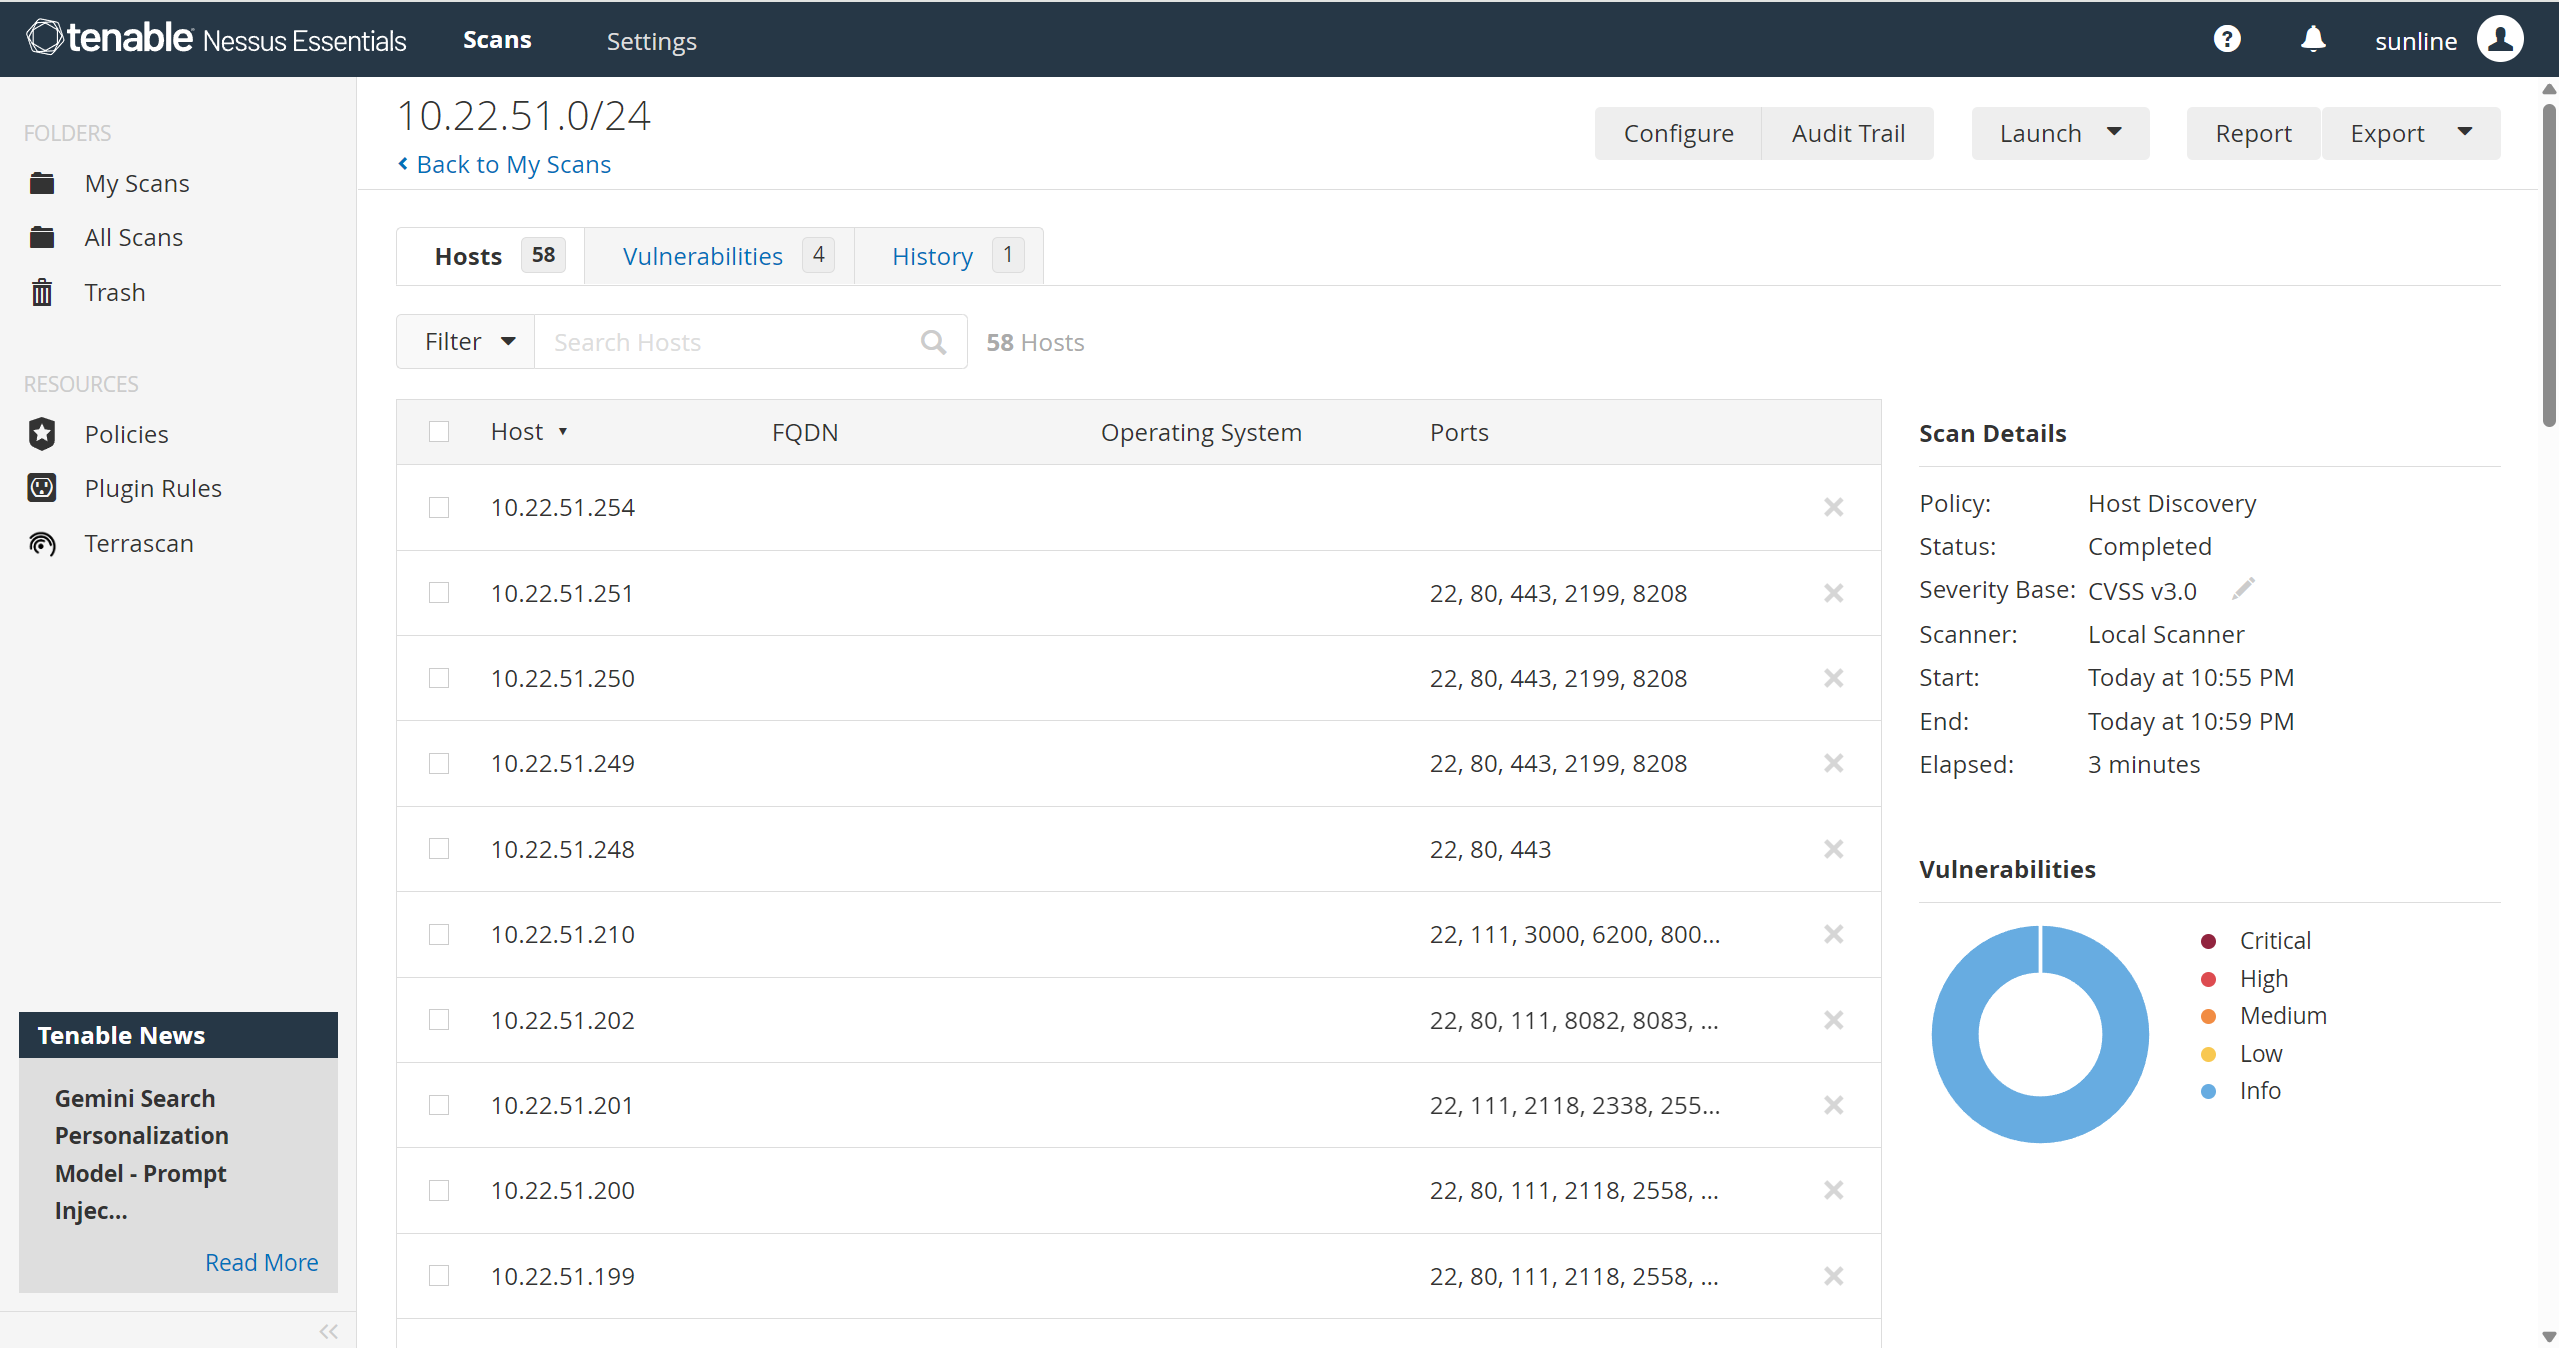 tenable Nessus Essentials
Scans
Settings
sunline
FOLDERS
My Scans
All Scans
Trash
RESOURCES
Policies
Plugin Rules
Terrascan
Tenable News
Gemini Search
Personalization
Model - Prompt
Injec...
Read More
10.22.51.0/24
Back to My Scans
Configure
Audit Trail
Launch
Report
Export
Hosts 58
Vulnerabilities 4
History 1
Filter
Search Hosts
58 Hosts
Host FQDN Operating System Ports
10.22.51.254
10.22.51.251 22, 80, 443, 2199, 8208
10.22.51.250 22, 80, 443, 2199, 8208
10.22.51.249 22, 80, 443, 2199, 8208
10.22.51.248 22, 80, 443
10.22.51.210 22, 111, 3000, 6200, 800...
10.22.51.202 22, 80, 111, 8082, 8083, ...
10.22.51.201 22, 111, 2118, 2338, 255...
10.22.51.200 22, 80, 111, 2118, 2558, ...
10.22.51.199 22, 80, 111, 2118, 2558, ...
Scan Details
Policy: Host Discovery
Status: Completed
Severity Base: CVSS v3.0
Scanner: Local Scanner
Start: Today at 10:55 PM
End: Today at 10:59 PM
Elapsed: 3 minutes
Vulnerabilities
Critical
High
Medium
Low
Info